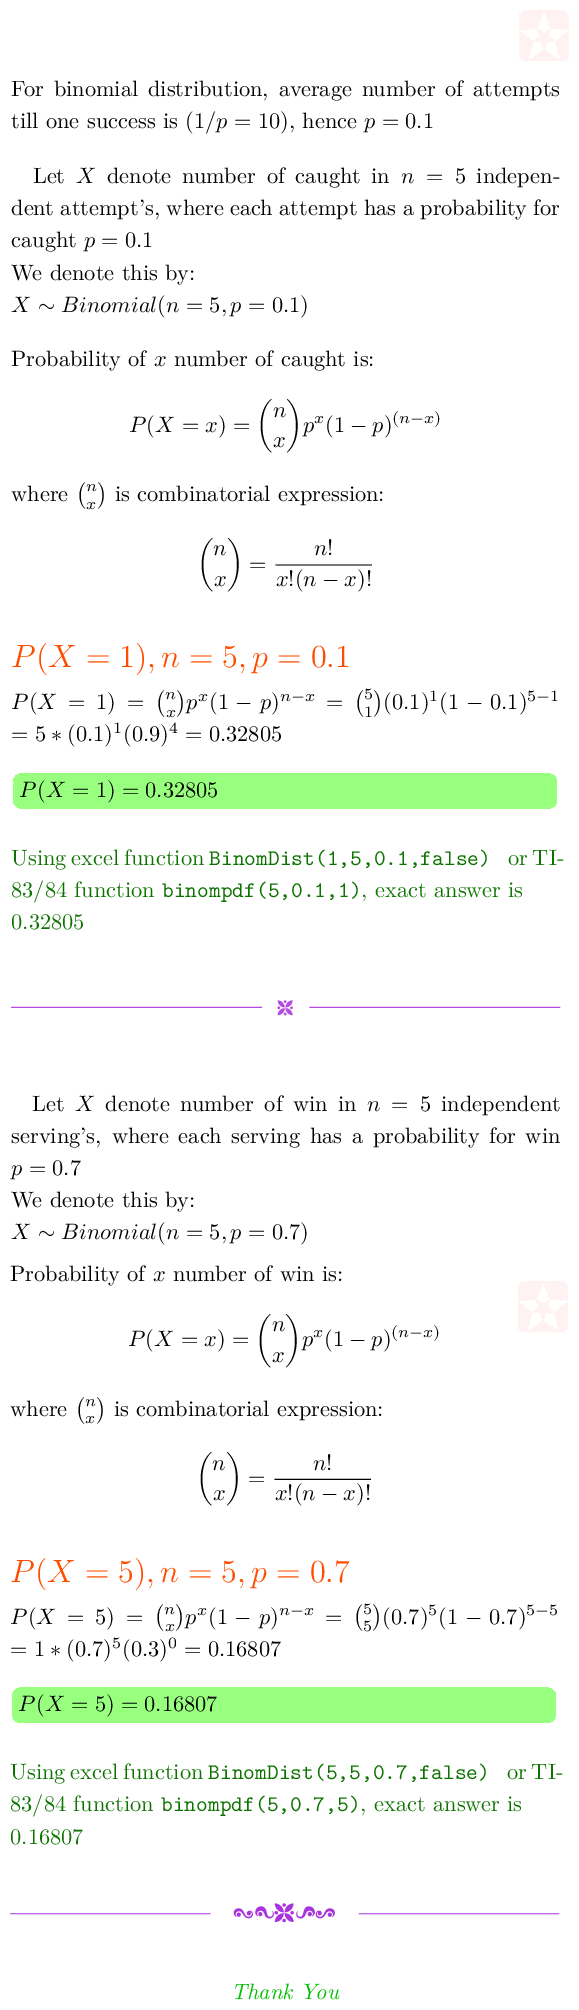 For binomial distribution, average number of attempts
till one success is (1/p = 10), hence p = 0.1
Let X denote number of caught in n = 5 indepen-
dent attempt's, where each attempt has a probability for
caught p = 0.1
We denote this by:
X ∼ Binomial(n = 5, p = 0.1)
Probability of x number of caught is:
P(X = x) = \binom{n}{x} p^x (1 − p)^{(n−x)}
where \binom{n}{x} is combinatorial expression:
\binom{n}{x} = \frac{n!}{x!(n − x)!}
P(X = 1), n = 5, p = 0.1
P(X = 1) = \binom{n}{x} p^x (1 − p)^{n−x} = \binom{5}{1} (0.1)^1 (1 − 0.1)^{5−1}
= 5 ∗ (0.1)^1 (0.9)^4 = 0.32805
P(X = 1) = 0.32805
Using excel function BinomDist(1,5,0.1,false) or TI-
83/84 function binompdf(5,0.1,1), exact answer is
0.32805
Let X denote number of win in n = 5 independent
serving's, where each serving has a probability for win
p = 0.7
We denote this by:
X ∼ Binomial(n = 5, p = 0.7)
Probability of x number of win is:
P(X = x) = \binom{n}{x} p^x (1 − p)^{(n−x)}
where \binom{n}{x} is combinatorial expression:
\binom{n}{x} = \frac{n!}{x!(n − x)!}
P(X = 5), n = 5, p = 0.7
P(X = 5) = \binom{n}{x} p^x (1 − p)^{n−x} = \binom{5}{5} (0.7)^5 (1 − 0.7)^{5−5}
= 1 ∗ (0.7)^5 (0.3)^0 = 0.16807
P(X = 5) = 0.16807
Using excel function BinomDist(5,5,0.7,false) or TI-
83/84 function binompdf(5,0.7,5), exact answer is
0.16807
Thank You